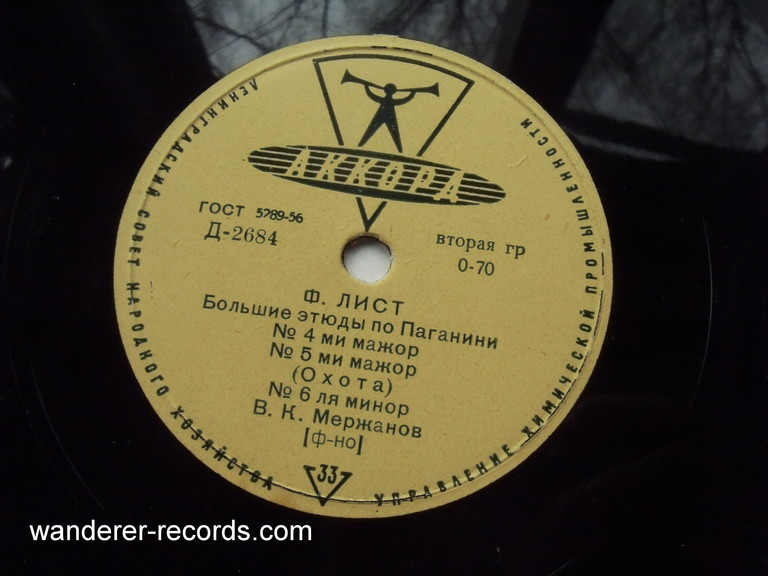 ЛЕНИНГРАДСКИЙ СОВЕТ НАРОДНОГО ХОЗЯЙСТВА
УПРАВЛЕНИЕ ХИМИЧЕСКОЙ ПРОМЫШЛЕННОСТИ
АККОРД
ГОСТ 5289-56
Д-2684
вторая гр
0-70
Ф. ЛИСТ
Большие этюды по Паганини
№ 4 ми мажор
№ 5 ми мажор
(Охота)
№ 6 ля минор
В. К. Мержанов
[ф-но]
33
wanderer-records.com